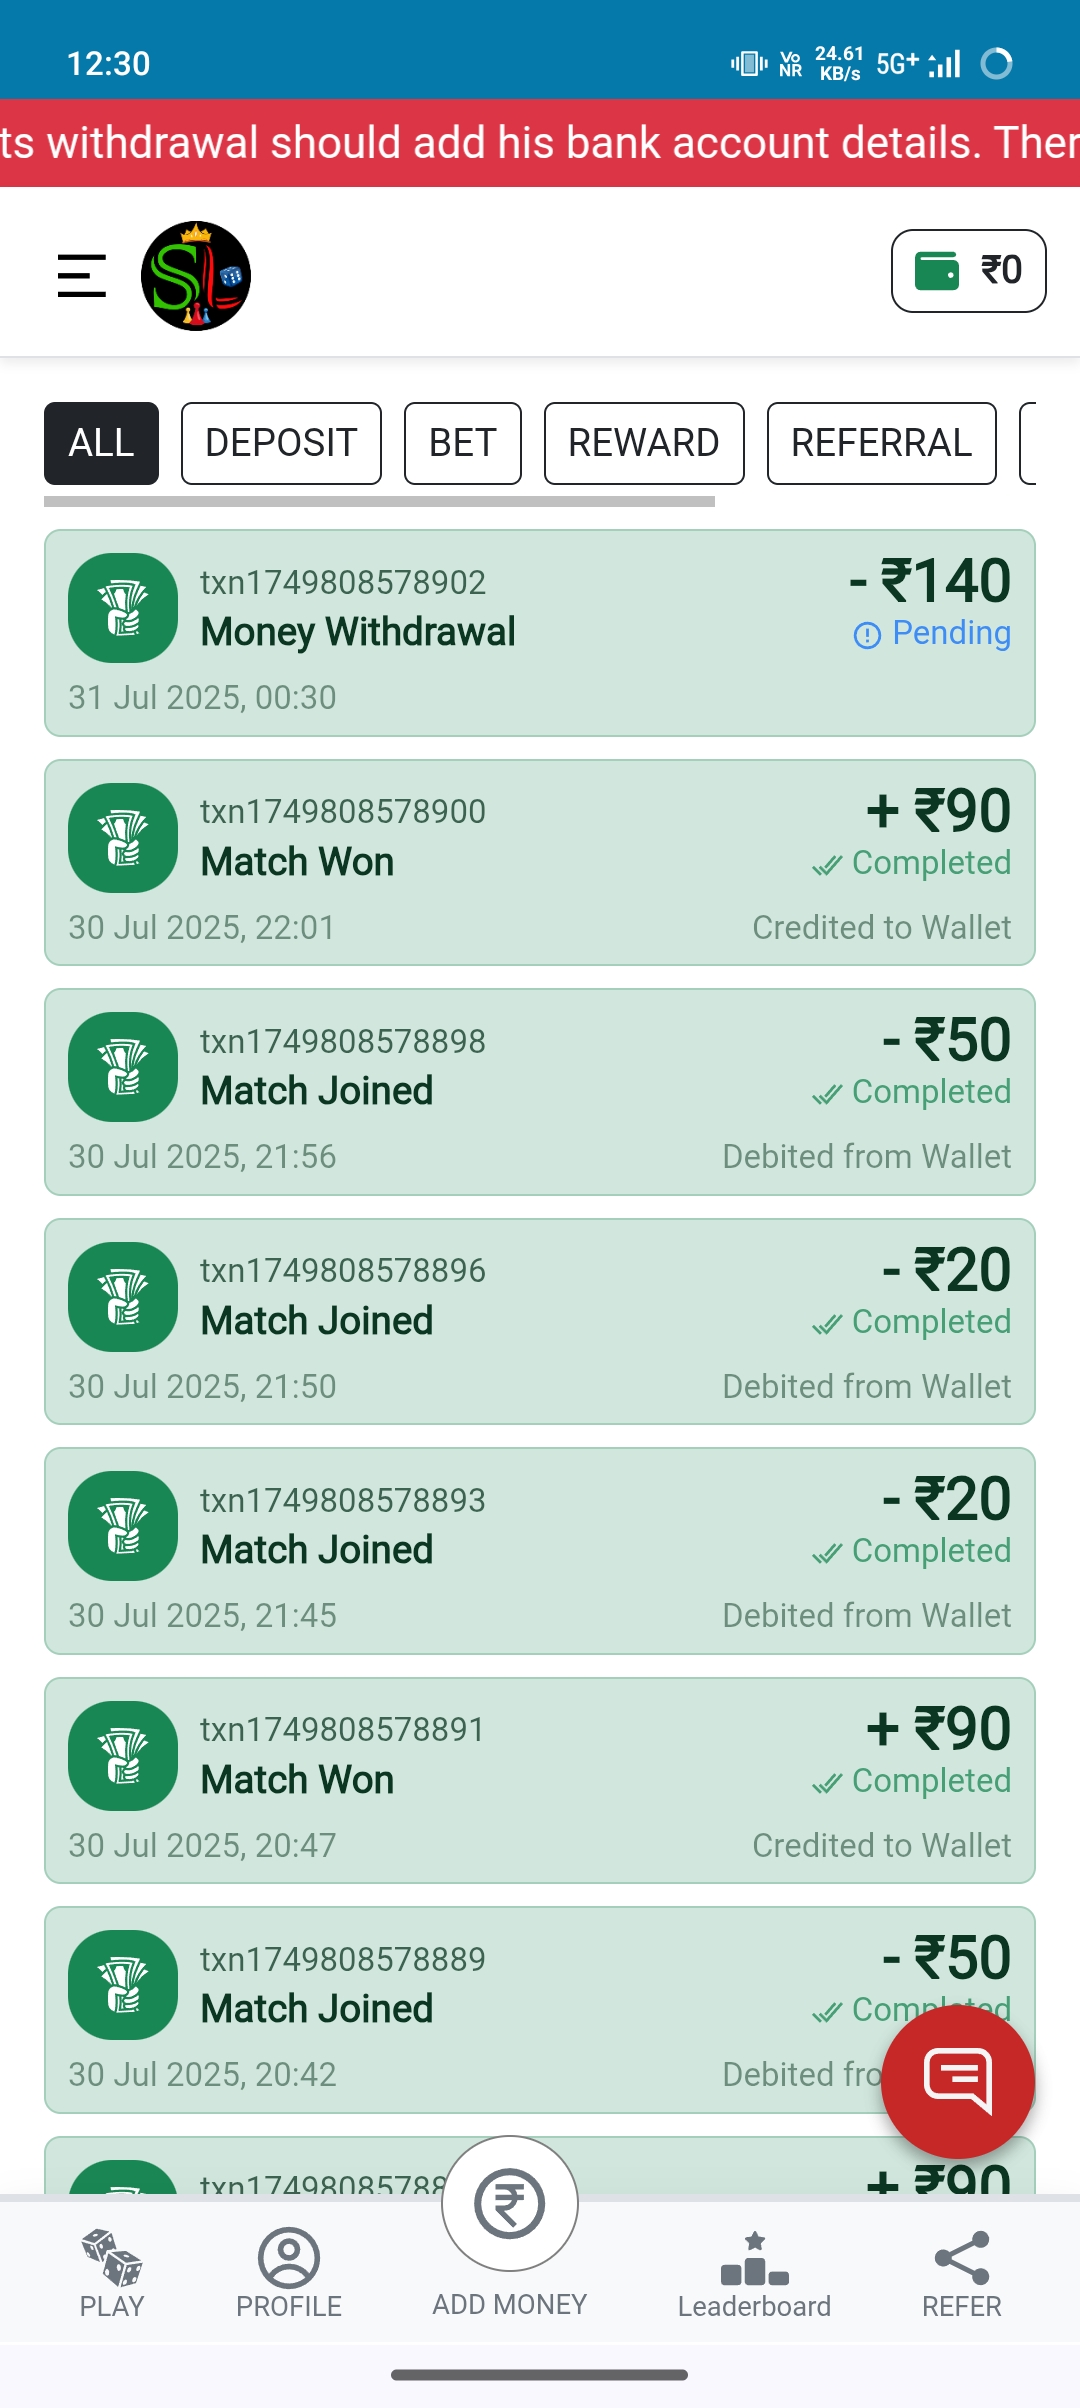 12:30
Vo NR
24.61 KB/s
5G+
ts withdrawal should add his bank account details. Ther
SL
₹0
ALL
DEPOSIT
BET
REWARD
REFERRAL
txn1749808578902
- ₹140
Money Withdrawal
Pending
31 Jul 2025, 00:30
txn1749808578900
+ ₹90
Match Won
Completed
30 Jul 2025, 22:01
Credited to Wallet
txn1749808578898
- ₹50
Match Joined
Completed
30 Jul 2025, 21:56
Debited from Wallet
txn1749808578896
- ₹20
Match Joined
Completed
30 Jul 2025, 21:50
Debited from Wallet
txn1749808578893
- ₹20
Match Joined
Completed
30 Jul 2025, 21:45
Debited from Wallet
txn1749808578891
+ ₹90
Match Won
Completed
30 Jul 2025, 20:47
Credited to Wallet
txn1749808578889
- ₹50
Match Joined
Completed
30 Jul 2025, 20:42
Debited fro
txn17498085788
+ ₹90
PLAY
PROFILE
ADD MONEY
Leaderboard
REFER